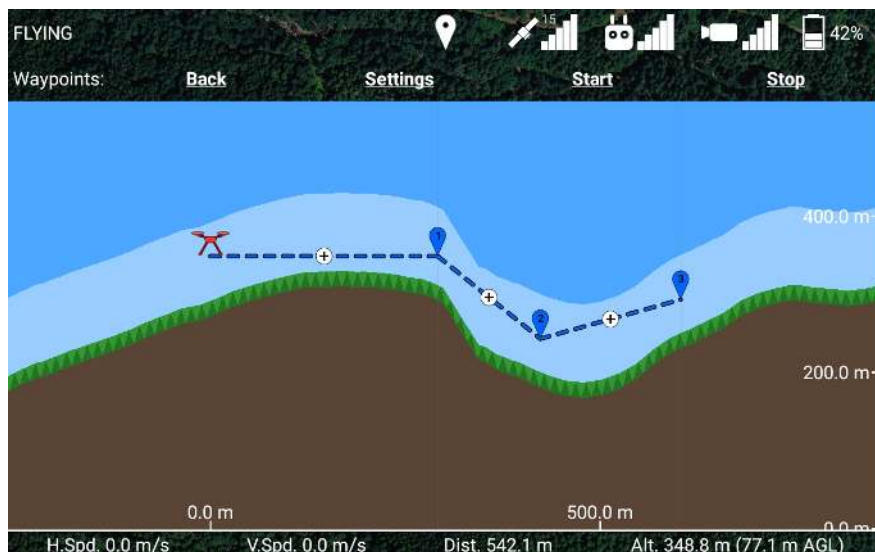 FLYING 15 42%
Waypoints: Back Settings Start Stop
400.0 m
1
3
2
200.0 m
0.0 m 500.0 m
0.0 m
H.Spd. 0.0 m/s V.Spd. 0.0 m/s Dist. 542.1 m Alt. 348.8 m (77.1 m AGL)